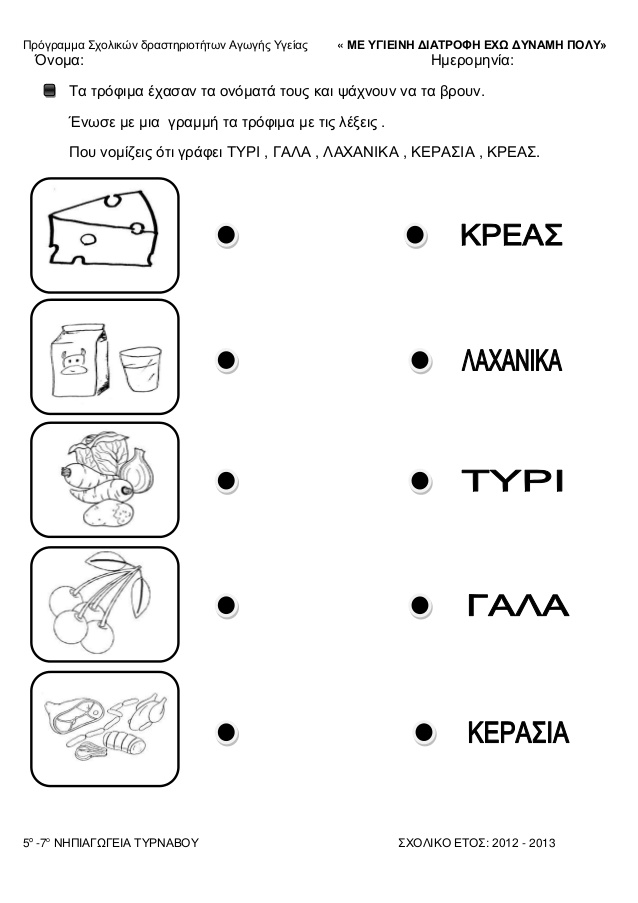 Πρόγραμμα Σχολικών δραστηριοτήτων Αγωγής Υγείας « ΜΕ ΥΓΙΕΙΝΗ ΔΙΑΤΡΟΦΗ ΕΧΩ ΔΥΝΑΜΗ ΠΟΛΥ»
Όνομα: Ημερομηνία:
Τα τρόφιμα έχασαν τα ονόματά τους και ψάχνουν να τα βρουν.
Ένωσε με μια γραμμή τα τρόφιμα με τις λέξεις .
Που νομίζεις ότι γράφει ΤΥΡΙ , ΓΑΛΑ , ΛΑΧΑΝΙΚΑ , ΚΕΡΑΣΙΑ , ΚΡΕΑΣ.
ΚΡΕΑΣ
ΛΑΧΑΝΙΚΑ
ΤΥΡΙ
ΓΑΛΑ
ΚΕΡΑΣΙΑ
5ο -7ο ΝΗΠΙΑΓΩΓΕΙΑ ΤΥΡΝΑΒΟΥ ΣΧΟΛΙΚΟ ΕΤΟΣ: 2012 - 2013